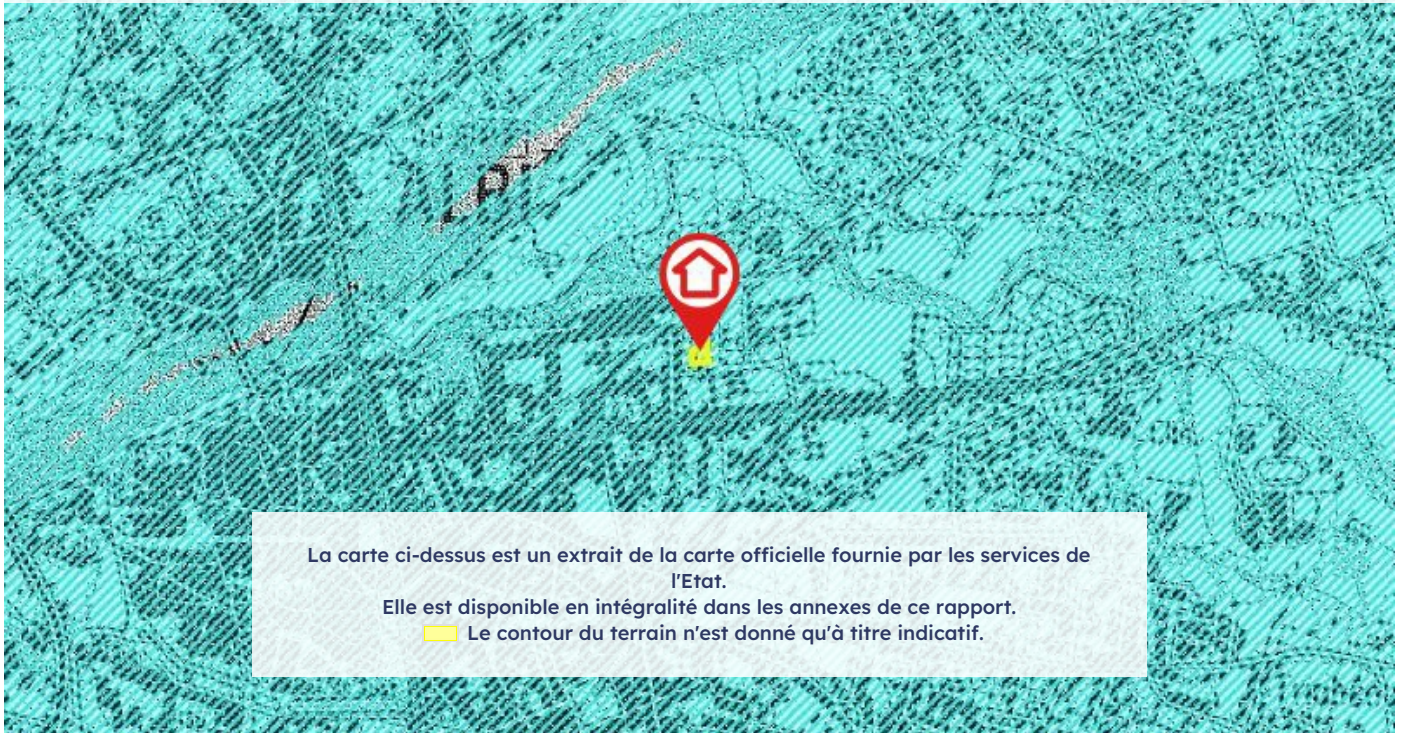 La carte ci-dessus est un extrait de la carte officielle fournie par les services de
l'Etat.
Elle est disponible en intégralité dans les annexes de ce rapport.
Le contour du terrain n'est donné qu'à titre indicatif.